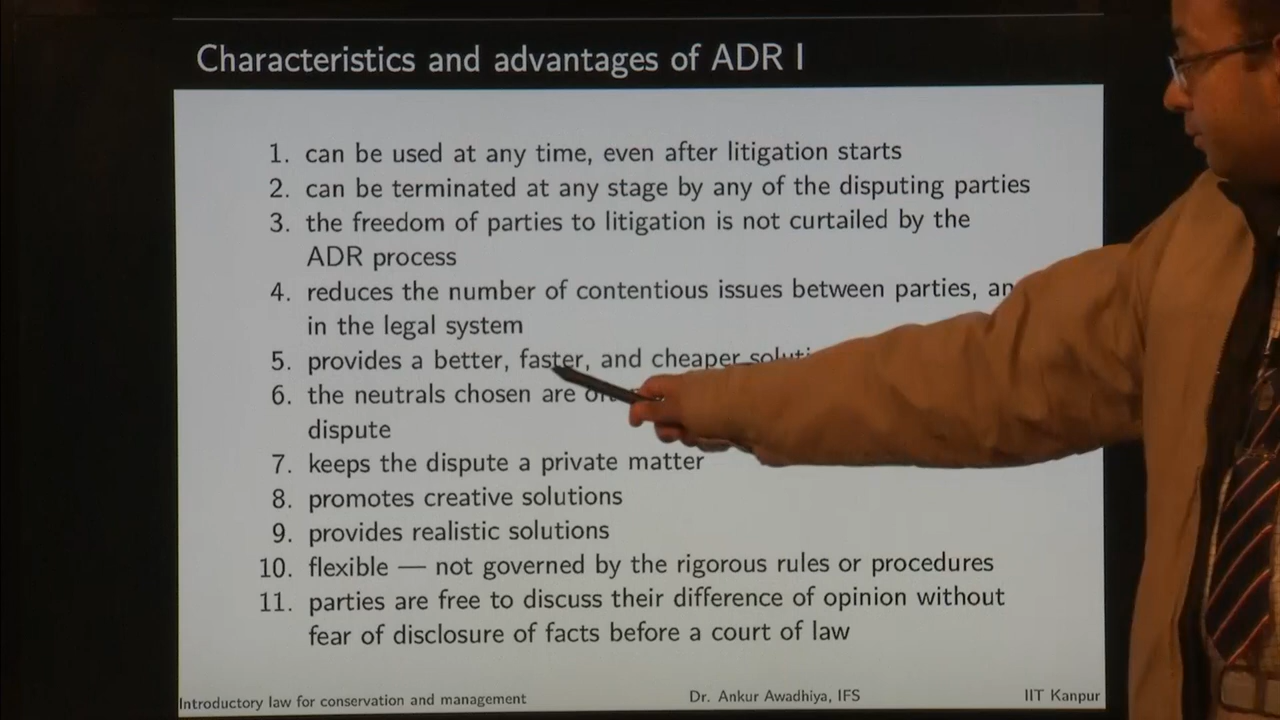 Characteristics and advantages of ADR I
1. can be used at any time, even after litigation starts
2. can be terminated at any stage by any of the disputing parties
3. the freedom of parties to litigation is not curtailed by the
ADR process
4. reduces the number of contentious issues between parties,
in the legal system
5. provides a better, faster, and cheaper
6. the neutrals chosen are
dispute
7. keeps the dispute a private matter
8. promotes creative solutions
9. provides realistic solutions
10. flexible — not governed by the rigorous rules or procedures
11. parties are free to discuss their difference of opinion without
fear of disclosure of facts before a court of law
Introductory law for conservation and management Dr. Ankur Awadhiya, IFS IIT Kanpur